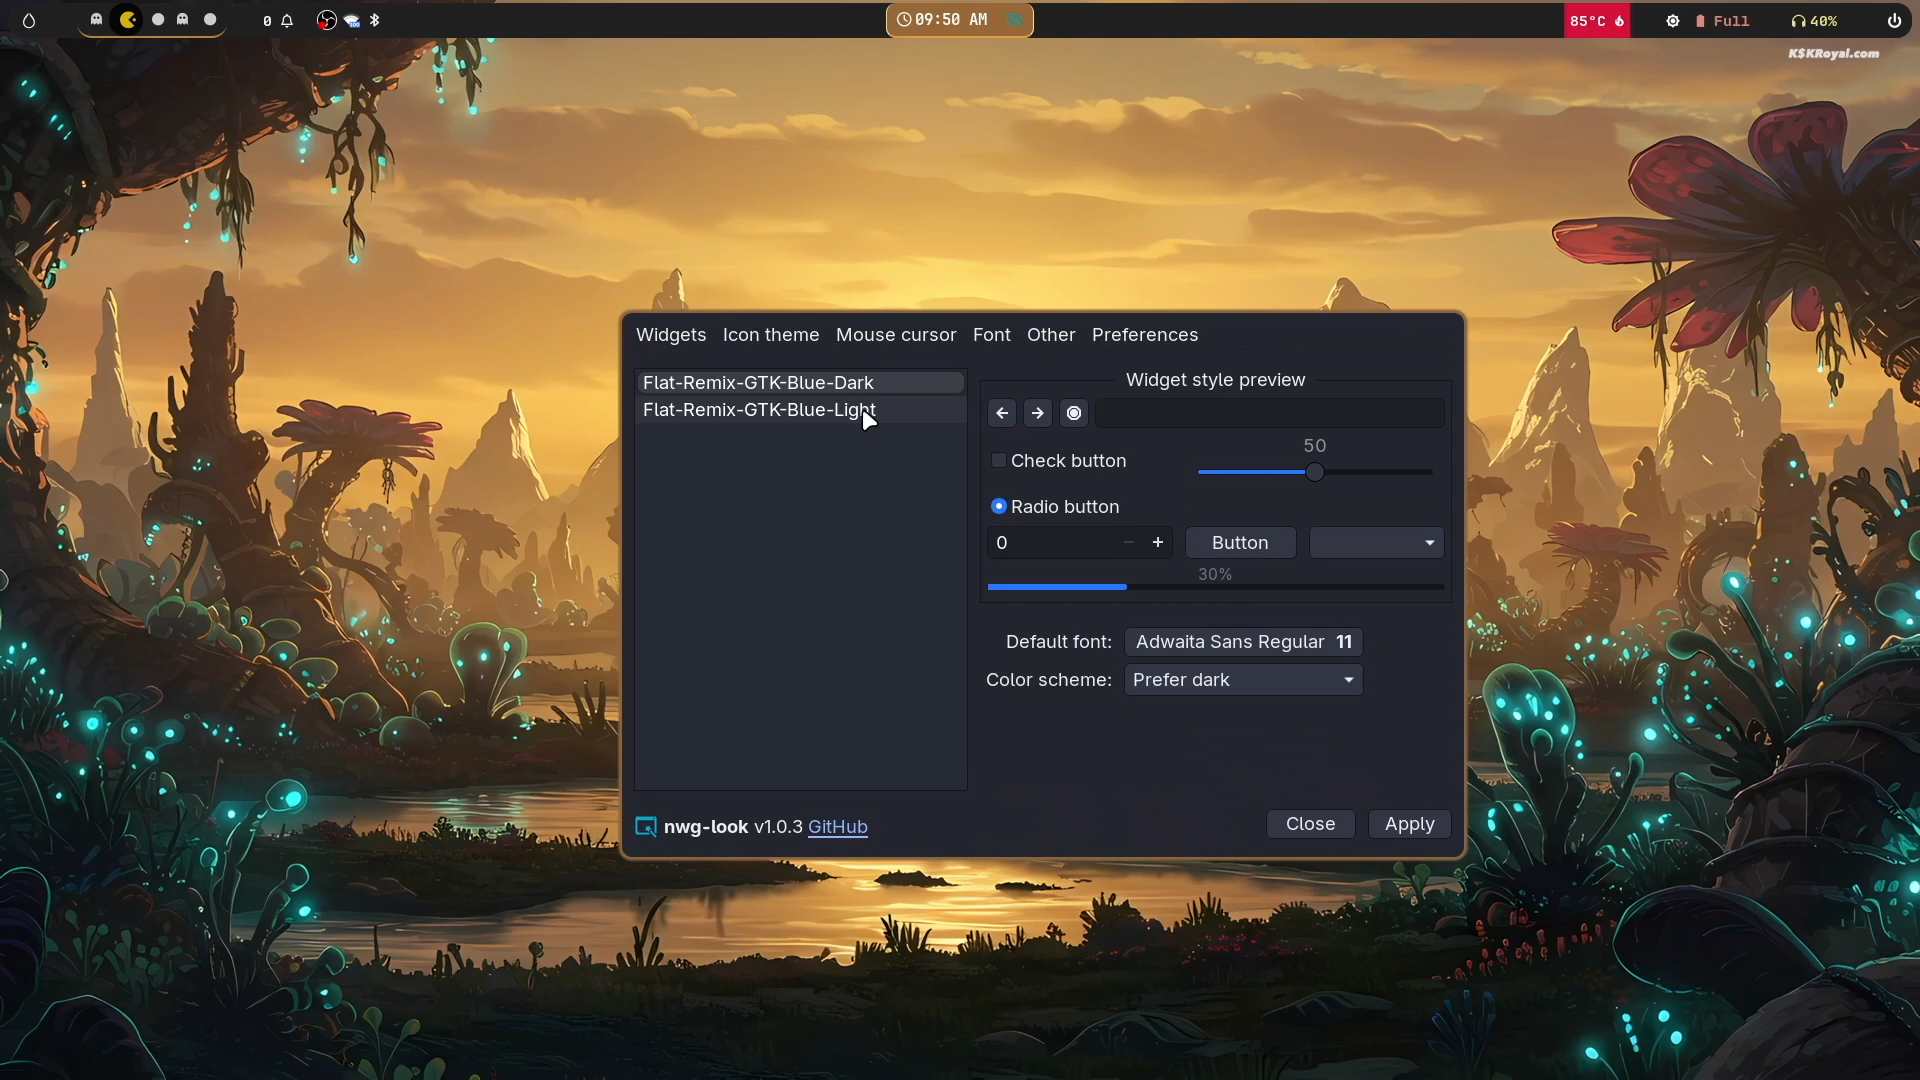 0
09:50 AM
85°C
Full
40%
K$KRoyal.com
Widgets Icon theme Mouse cursor Font Other Preferences
Flat-Remix-GTK-Blue-Dark
Flat-Remix-GTK-Blue-Light
Widget style preview
Check button
50
Radio button
0
Button
30%
Default font: Adwaita Sans Regular 11
Color scheme: Prefer dark
nwg-look v1.0.3 GitHub
Close
Apply